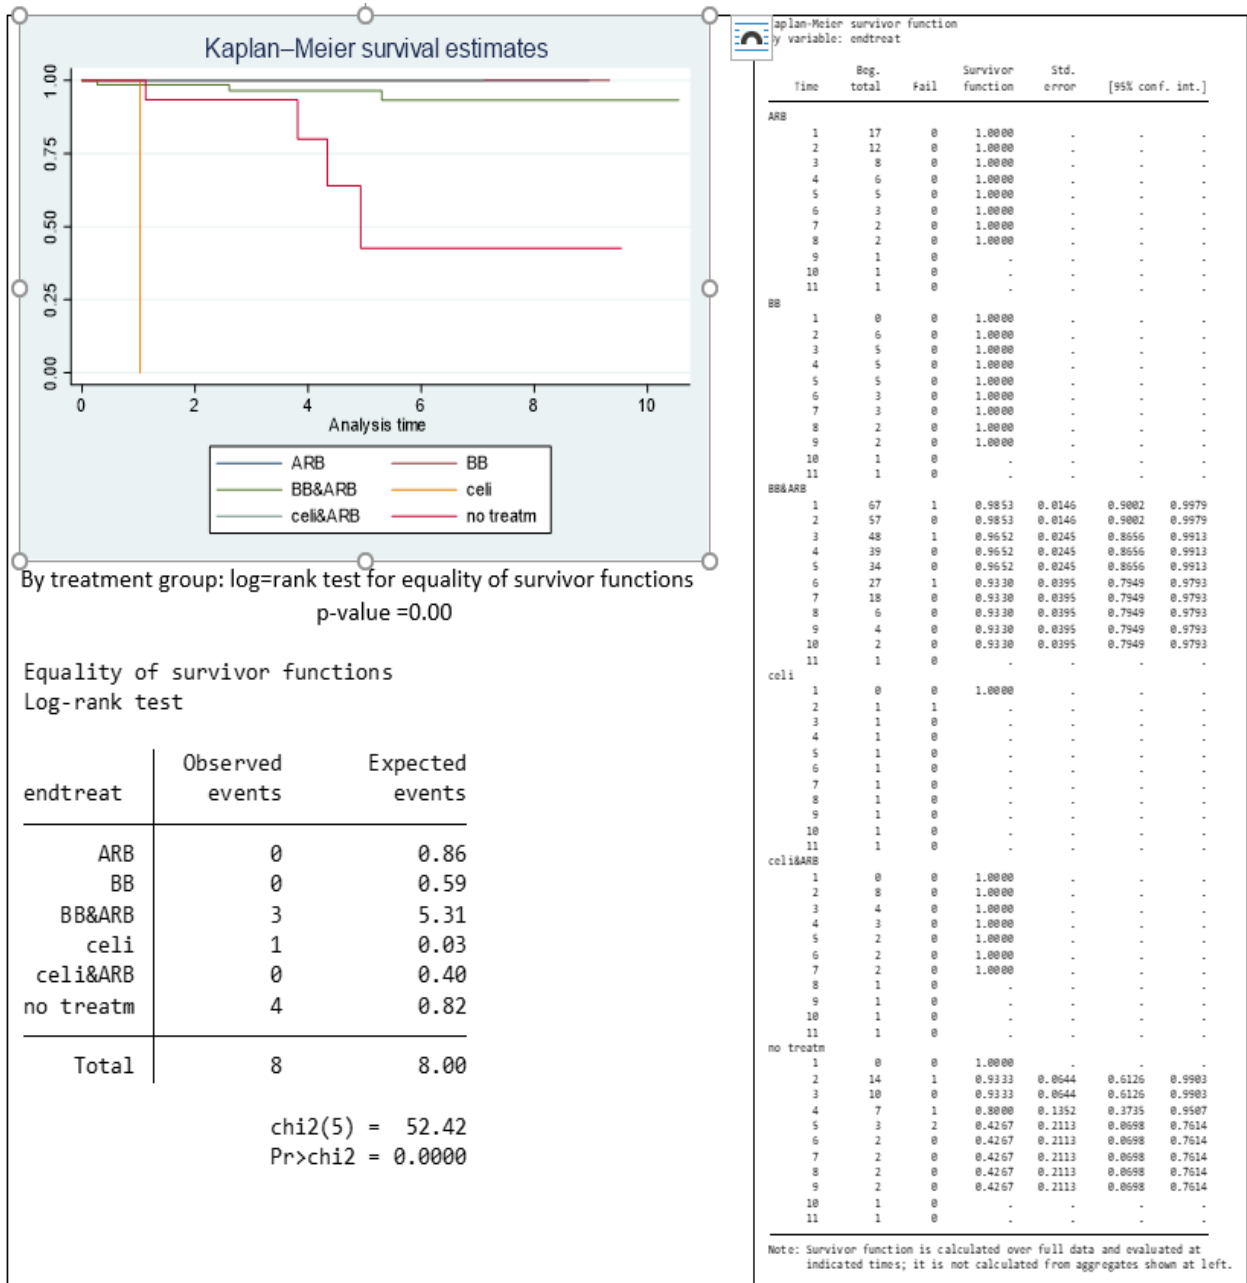 Kaplan–Meier survival estimates
1.00
0.75
0.50
0.25
0.00
0 2 4 6 8 10
Analysis time
ARB BB
BB&ARB celi
celi&ARB no treatm
By treatment group: log=rank test for equality of survivor functions
p-value =0.00
Equality of survivor functions
Log-rank test
Observed Expected
endtreat events events
ARB 0 0.86
BB 0 0.59
BB&ARB 3 5.31
celi 1 0.03
celi&ARB 0 0.40
no treatm 4 0.82
Total 8 8.00
chi2(5) = 52.42
Pr>chi2 = 0.0000
aplan-Meier survivor function
y variable: endtreat
Beg. Survivor Std.
Time total Fail function error [95% conf. int.]
ARB
1 17 0 1.0000 . . .
2 12 0 1.0000 . . .
3 8 0 1.0000 . . .
4 6 0 1.0000 . . .
5 5 0 1.0000 . . .
6 3 0 1.0000 . . .
7 2 0 1.0000 . . .
8 2 0 1.0000 . . .
9 1 0 . . . .
10 1 0 . . . .
11 1 0 . . . .
BB
1 0 0 1.0000 . . .
2 6 0 1.0000 . . .
3 5 0 1.0000 . . .
4 5 0 1.0000 . . .
5 5 0 1.0000 . . .
6 3 0 1.0000 . . .
7 3 0 1.0000 . . .
8 2 0 1.0000 . . .
9 2 0 1.0000 . . .
10 1 0 . . . .
11 1 0 . . . .
BB&ARB
1 67 1 0.9853 0.0146 0.9002 0.9979
2 57 0 0.9853 0.0146 0.9002 0.9979
3 48 1 0.9652 0.0245 0.8656 0.9913
4 39 0 0.9652 0.0245 0.8656 0.9913
5 34 0 0.9652 0.0245 0.8656 0.9913
6 27 1 0.9330 0.0395 0.7949 0.9793
7 18 0 0.9330 0.0395 0.7949 0.9793
8 6 0 0.9330 0.0395 0.7949 0.9793
9 4 0 0.9330 0.0395 0.7949 0.9793
10 2 0 0.9330 0.0395 0.7949 0.9793
11 1 0 . . . .
celi
1 0 0 1.0000 . . .
2 1 1 . . . .
3 1 0 . . . .
4 1 0 . . . .
5 1 0 . . . .
6 1 0 . . . .
7 1 0 . . . .
8 1 0 . . . .
9 1 0 . . . .
10 1 0 . . . .
11 1 0 . . . .
celi&ARB
1 0 0 1.0000 . . .
2 8 0 1.0000 . . .
3 4 0 1.0000 . . .
4 3 0 1.0000 . . .
5 2 0 1.0000 . . .
6 2 0 1.0000 . . .
7 2 0 1.0000 . . .
8 1 0 . . . .
9 1 0 . . . .
10 1 0 . . . .
11 1 0 . . . .
no treatm
1 0 0 1.0000 . . .
2 14 1 0.9333 0.0644 0.6126 0.9903
3 10 0 0.9333 0.0644 0.6126 0.9903
4 7 1 0.8000 0.1352 0.3735 0.9507
5 3 2 0.4267 0.2113 0.0698 0.7614
6 2 0 0.4267 0.2113 0.0698 0.7614
7 2 0 0.4267 0.2113 0.0698 0.7614
8 2 0 0.4267 0.2113 0.0698 0.7614
9 2 0 0.4267 0.2113 0.0698 0.7614
10 1 0 . . . .
11 1 0 . . . .
Note: Survivor function is calculated over full data and evaluated at
indicated times; it is not calculated from aggregates shown at left.